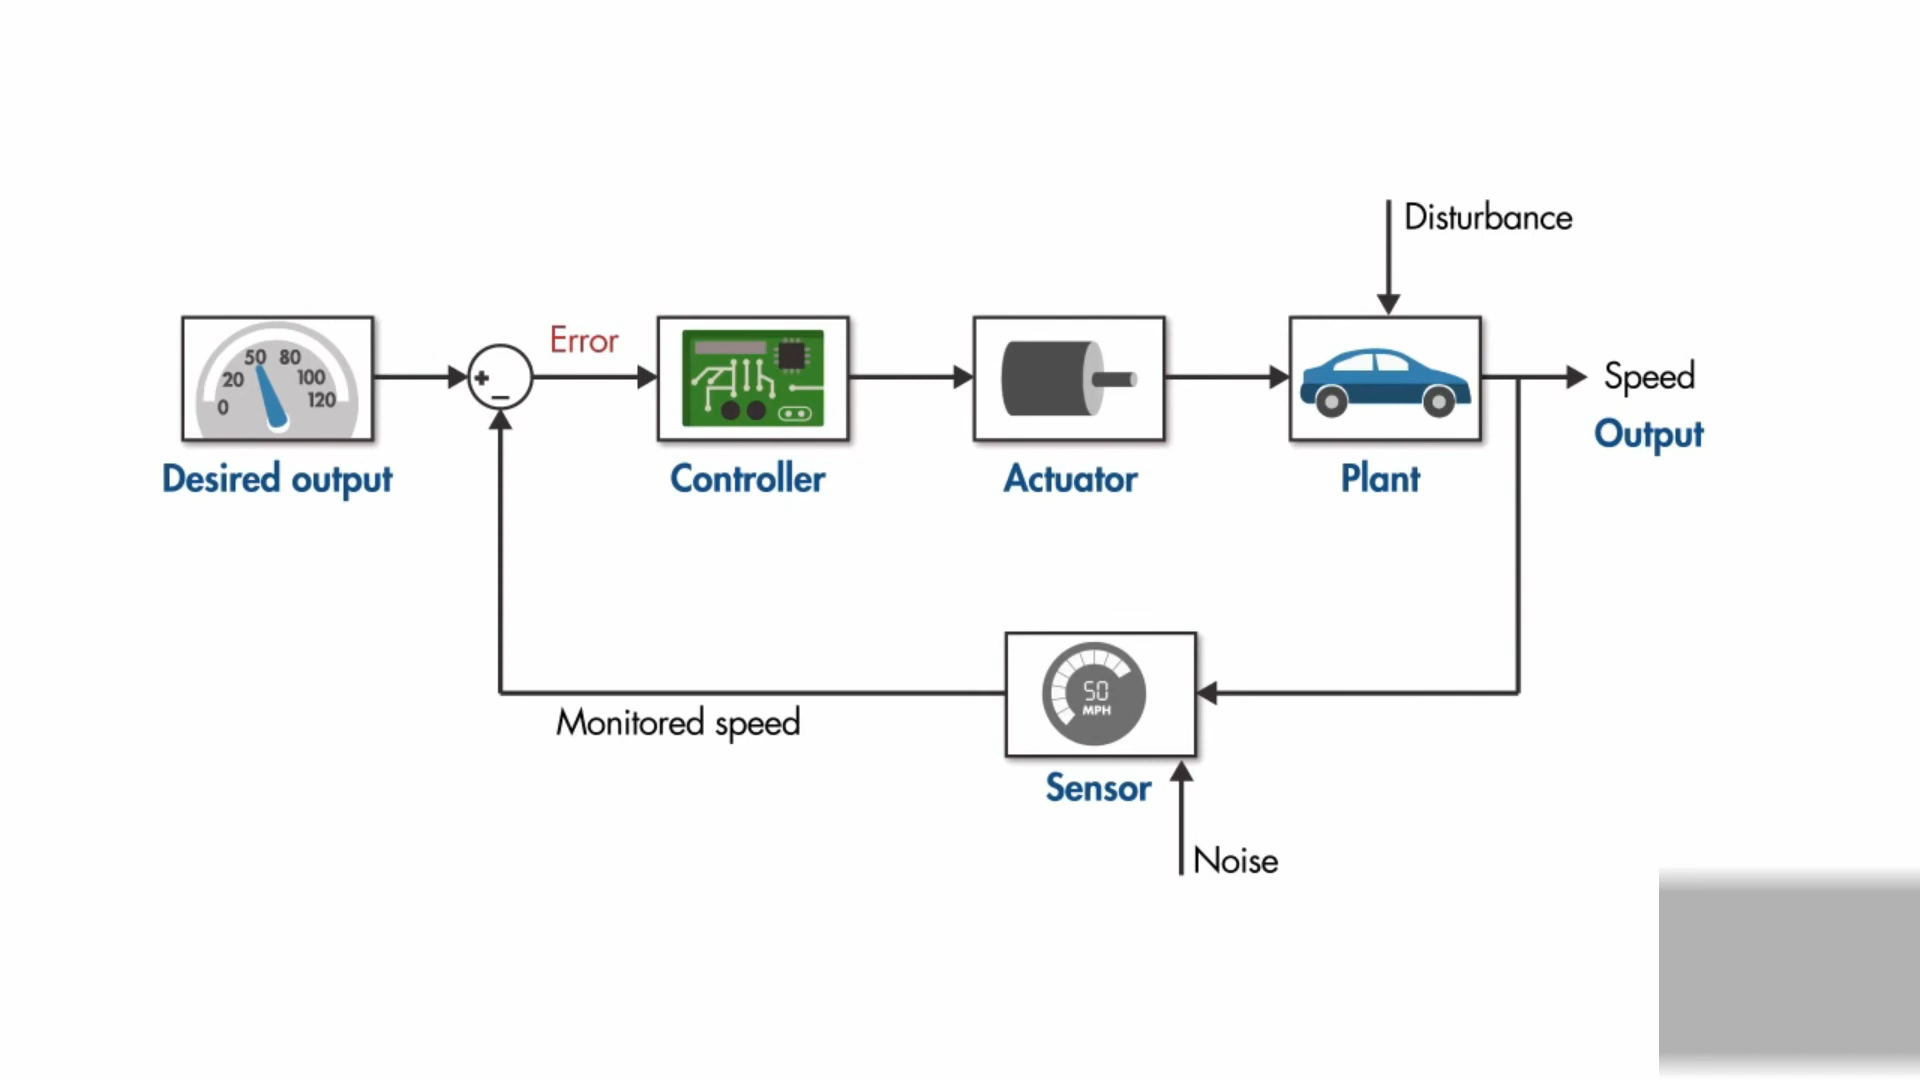 Disturbance
Error
+
−
0
20
50
80
100
120
Speed
Output
Desired output
Controller
Actuator
Plant
50
MPH
Monitored speed
Sensor
Noise